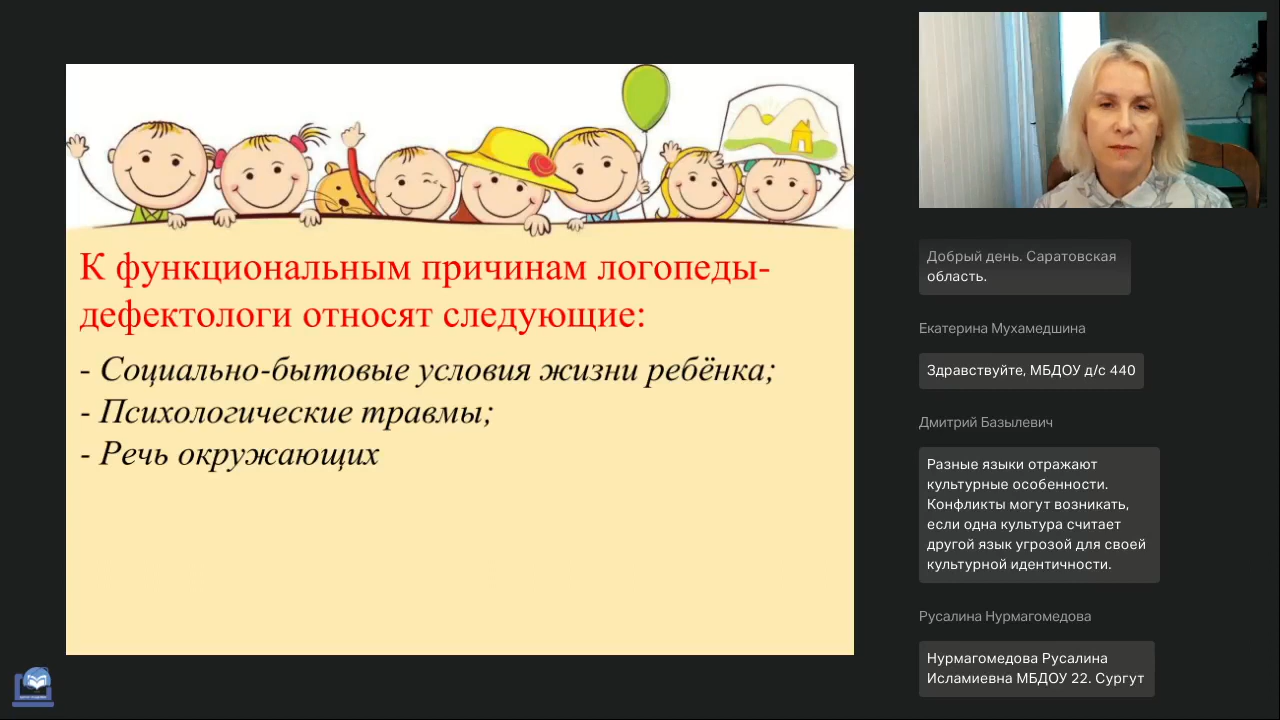 К функциональным причинам логопеды-
дефектологи относят следующие:
- Социально-бытовые условия жизни ребёнка;
- Психологические травмы;
- Речь окружающих
Добрый день. Саратовская
область.
Екатерина Мухамедшина
Здравствуйте, МБДОУ д/с 440
Дмитрий Базылевич
Разные языки отражают
культурные особенности.
Конфликты могут возникать,
если одна культура считает
другой язык угрозой для своей
культурной идентичности.
Русалина Нурмагомедова
Нурмагомедова Русалина
Исламиевна МБДОУ 22. Сургут